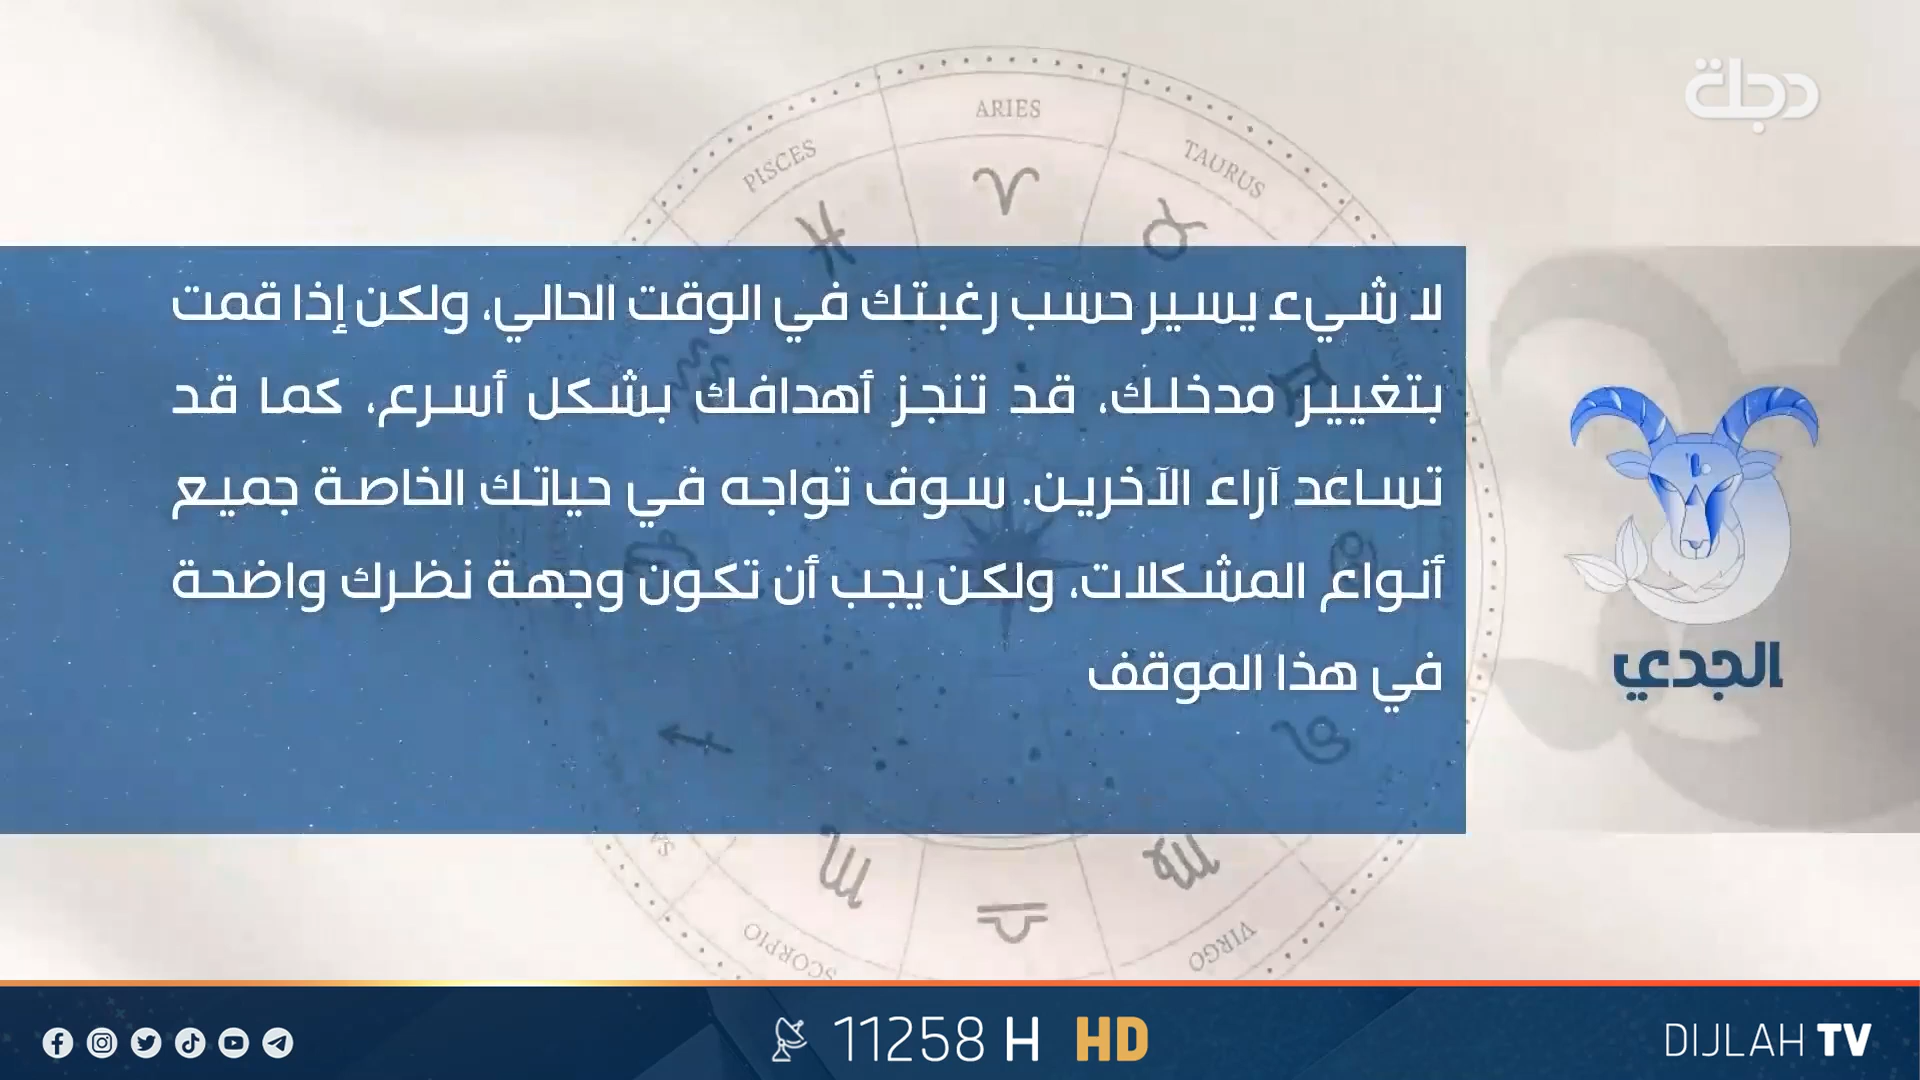 دجلة
ARIES
PISCES
TAURUS
لا شيء يسير حسب رغبتك في الوقت الحالي، ولكن إذا قمت
بتغيير مدخلك، قد تنجز أهدافك بشكل أسرع، كما قد
تساعد آراء الآخرين. سوف تواجه في حياتك الخاصة جميع
أنواع المشكلات، ولكن يجب أن تكون وجهة نظرك واضحة
في هذا الموقف
الجدي
SA
SCORPIO
VIRGO
11258 H HD
DIJLAH TV